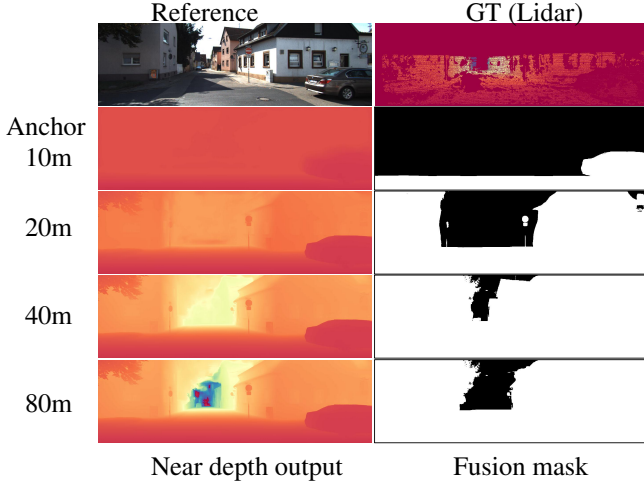 Reference GT (Lidar)
Anchor
10m
20m
40m
80m
Near depth output Fusion mask